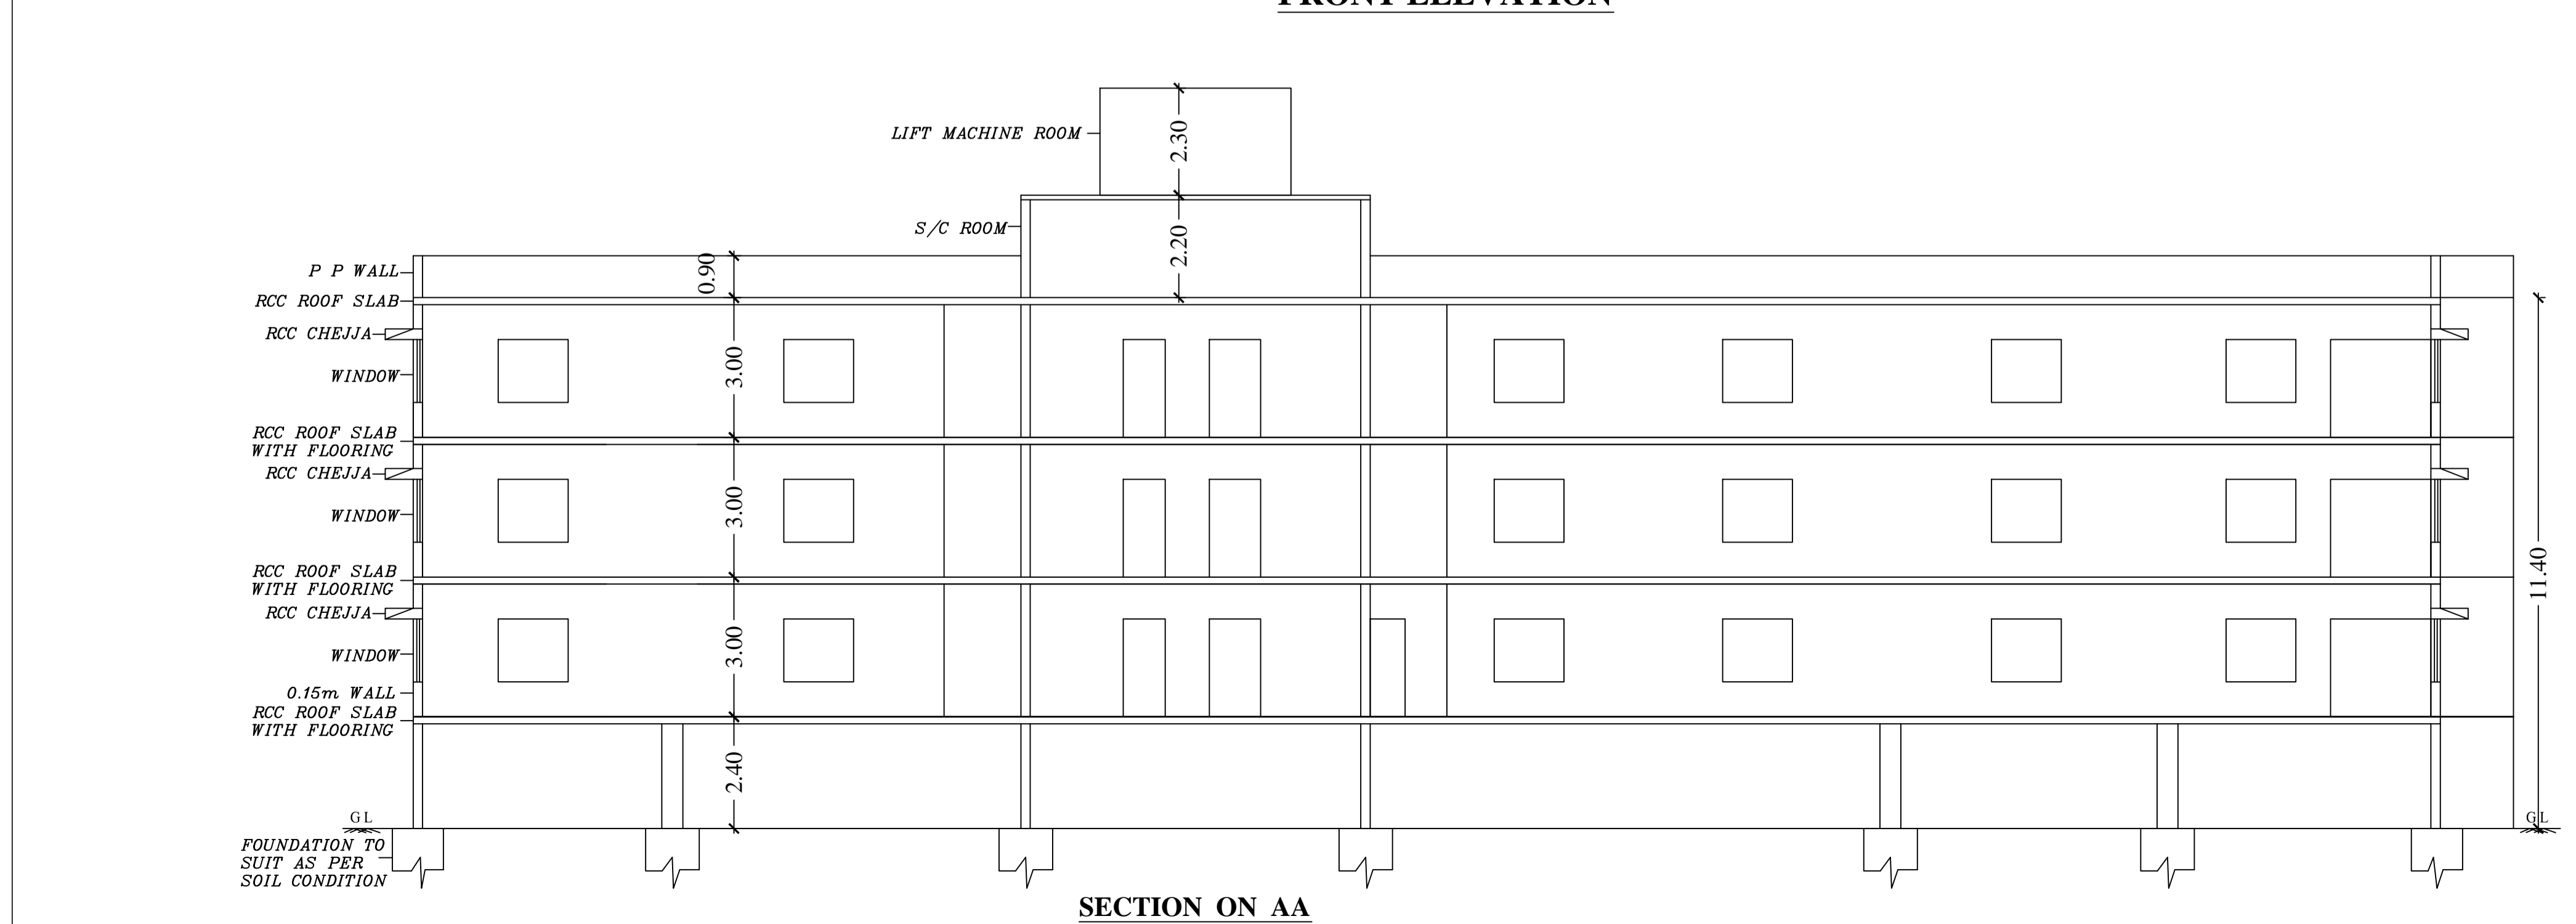 FRONT ELEVATION
LIFT MACHINE ROOM
2.30
S/C ROOM
2.20
P P WALL
0.90
RCC ROOF SLAB
RCC CHEJJA
WINDOW
3.00
RCC ROOF SLAB
WITH FLOORING
RCC CHEJJA
WINDOW
3.00
RCC ROOF SLAB
WITH FLOORING
RCC CHEJJA
WINDOW
3.00
11.40
0.15m WALL
RCC ROOF SLAB
WITH FLOORING
2.40
GL
GL
FOUNDATION TO
SUIT AS PER
SOIL CONDITION
SECTION ON AA